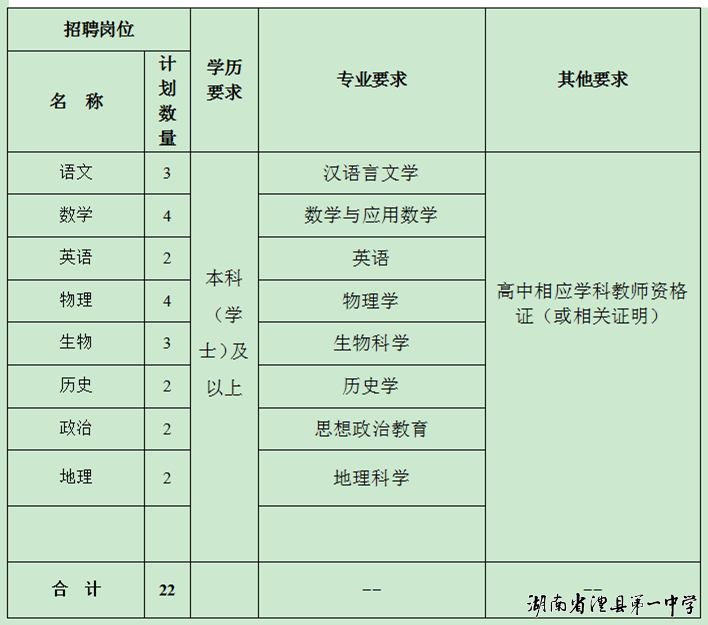 招聘岗位
学历
要求
专业要求
其他要求
名 称
计
划
数
量
语文 3 汉语言文学
数学 4 数学与应用数学
英语 2 英语
物理 4 物理学
生物 3 生物科学
历史 2 历史学
政治 2 思想政治教育
地理 2 地理科学
本科
（学
士）及
以上
高中相应学科教师资格
证（或相关证明）
合 计 22 -- --
湖南省澧县第一中学